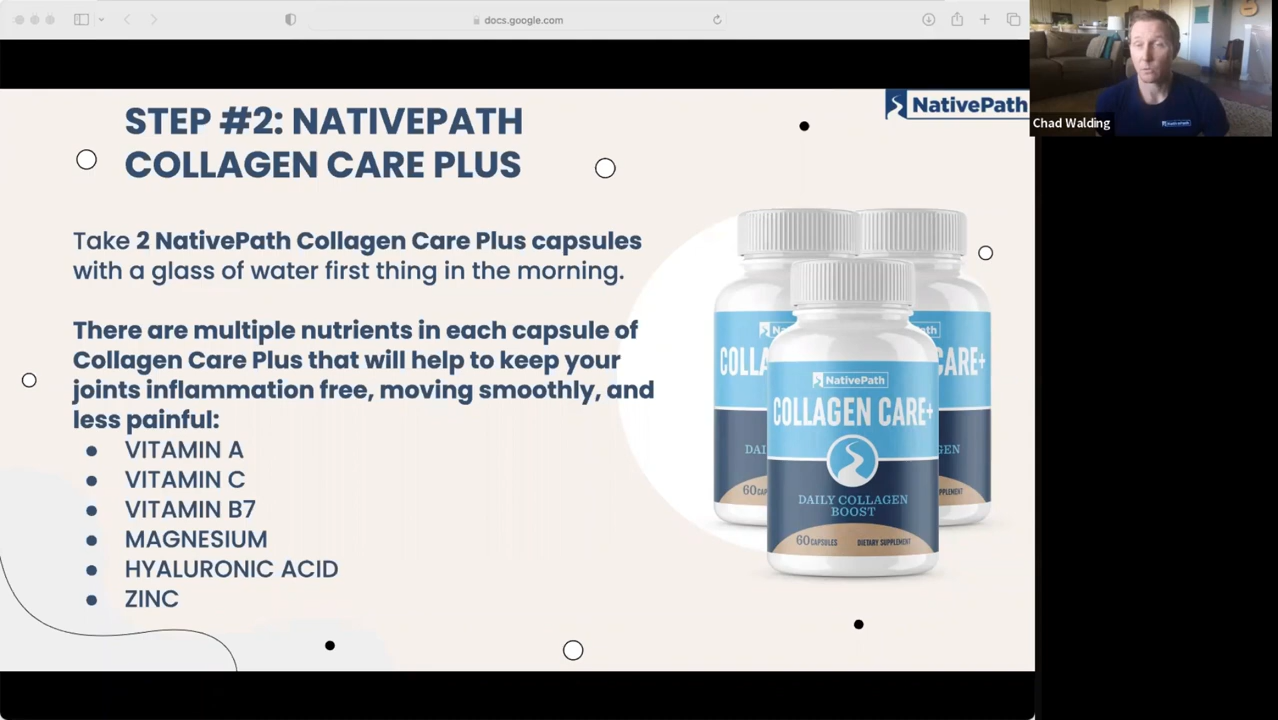 docs.google.com
Chad Walding
NativePath
STEP #2: NATIVEPATH
COLLAGEN CARE PLUS
Take 2 NativePath Collagen Care Plus capsules
with a glass of water first thing in the morning.
There are multiple nutrients in each capsule of
Collagen Care Plus that will help to keep your
joints inflammation free, moving smoothly, and
less painful:
● VITAMIN A
● VITAMIN C
● VITAMIN B7
● MAGNESIUM
● HYALURONIC ACID
● ZINC
NativePath
COLLAGEN CARE+
DAILY COLLAGEN
BOOST
60 CAPSULES DIETARY SUPPLEMENT